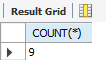 Result Grid
COUNT(*)
9